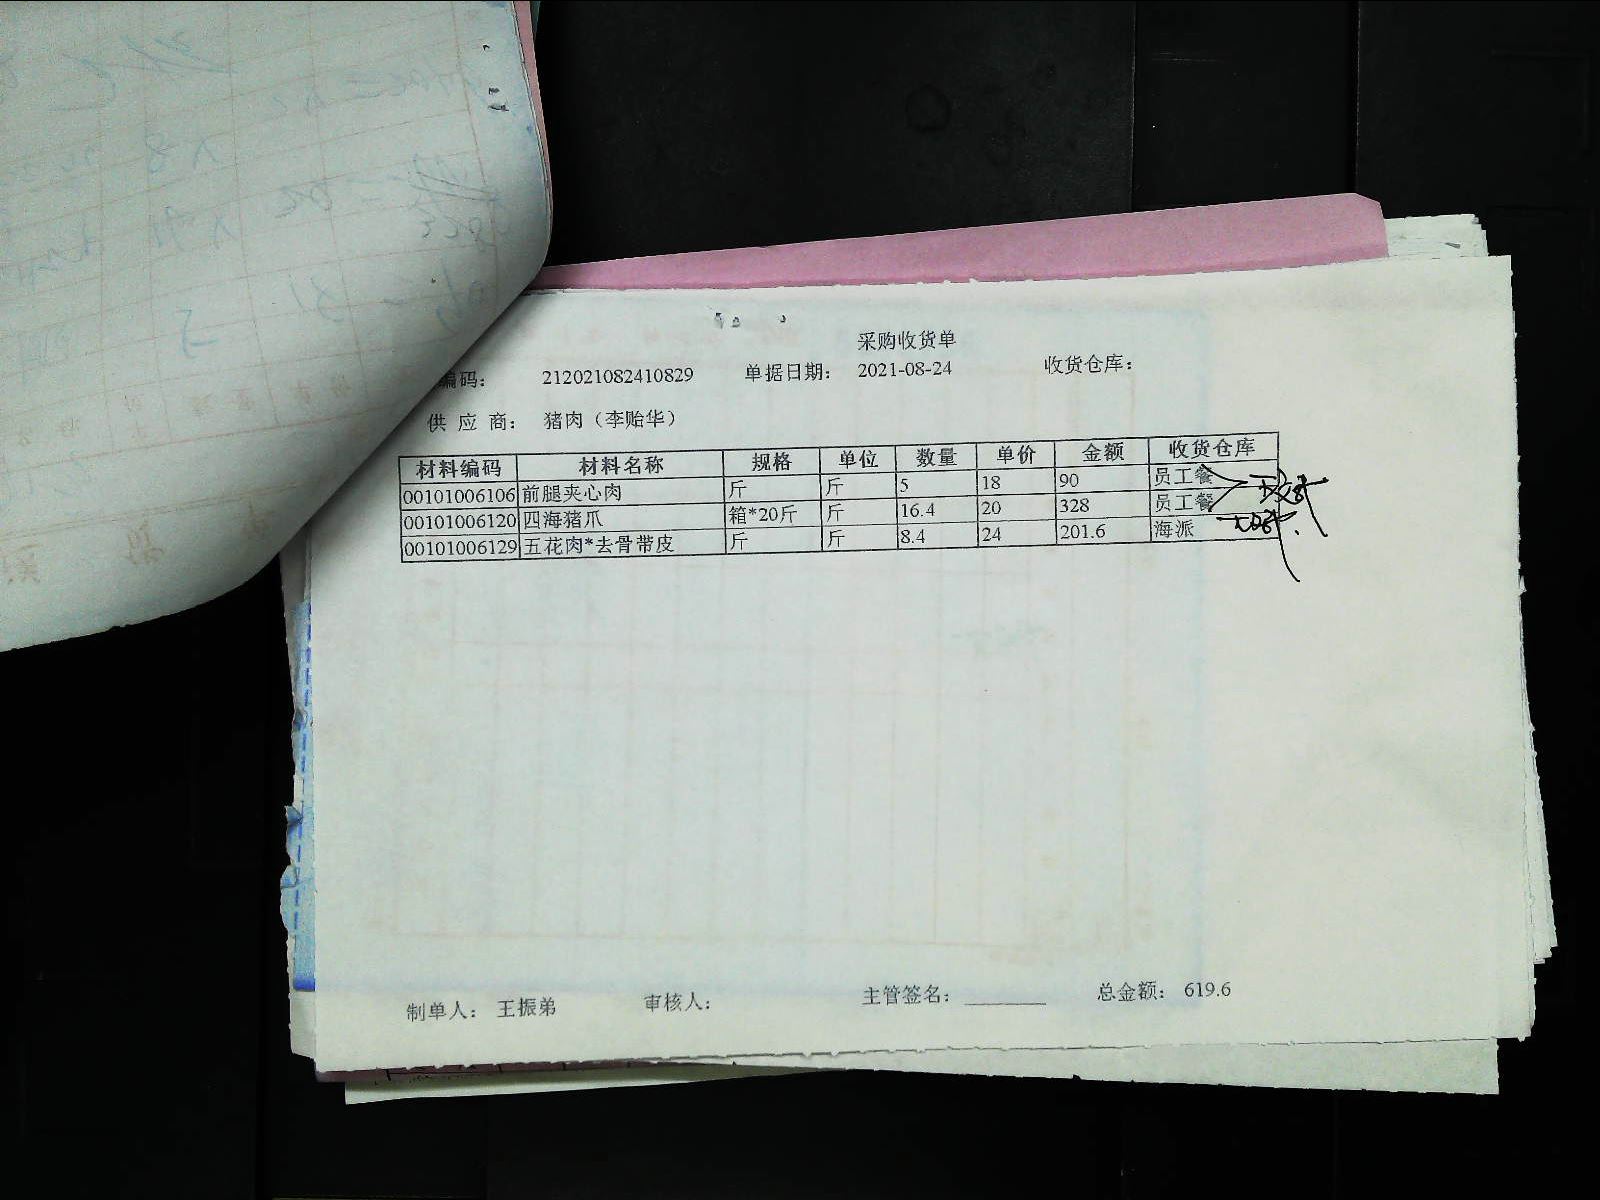 采购收货单
编码： 212021082410829 单据日期： 2021-08-24 收货仓库：
供 应 商： 猪肉（李贻华）
材料编码 材料名称 规格 单位 数量 单价 金额 收货仓库
00101006106 前腿夹心肉 斤 斤 5 18 90 员工餐
00101006120 四海猪爪 箱*20斤 斤 16.4 20 328 员工餐
00101006129 五花肉*去骨带皮 斤 斤 8.4 24 201.6 海派
制单人： 王振弟 审核人： 主管签名：________ 总金额： 619.6